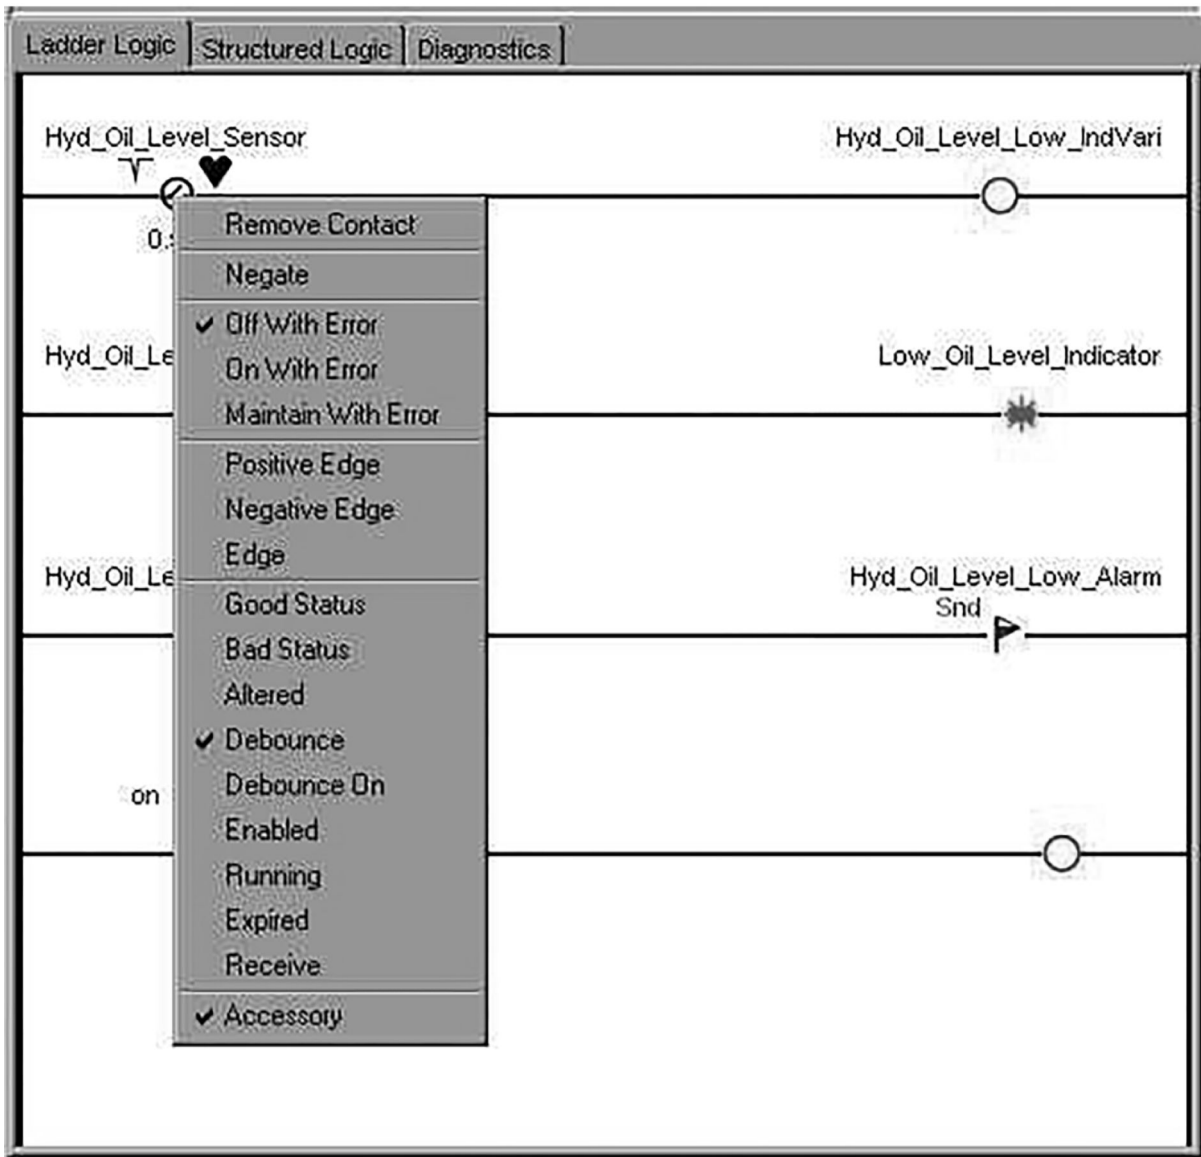 Ladder Logic Structured Logic Diagnostics
Hyd_Oil_Level_Sensor Hyd_Oil_Level_Low_IndVari
Remove Contact
Negate
Off With Error
Hyd_Oil_Le Low_Oil_Level_Indicator
On With Error
Maintain With Error
Positive Edge
Negative Edge
Edge
Hyd_Oil_Le Hyd_Oil_Level_Low_Alarm
Good Status Snd
Bad Status
Altered
Debounce
Debounce On
on
Enabled
Running
Expired
Receive
Accessory